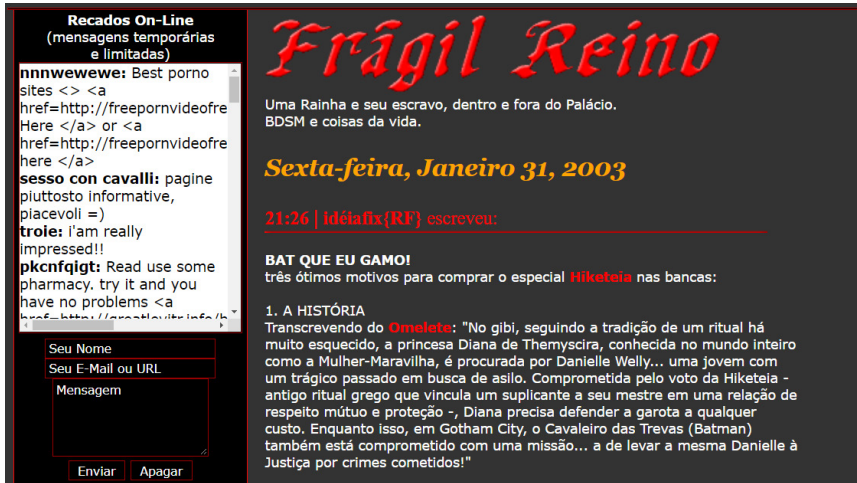 Recados On-Line
(mensagens temporárias
e limitadas)
nnnwewewe: Best porno
sites <> <a
href=http://freepornvideofre
Here </a> or <a
href=http://freepornvideofre
here </a>
sesso con cavalli: pagine
piuttosto informative,
piacevoli =)
troie: i'am really
impressed!!
pkcnfqigt: Read use some
pharmacy. try it and you
have no problems <a
Seu Nome
Seu E-Mail ou URL
Mensagem
Enviar Apagar
Frágil Reino
Uma Rainha e seu escravo, dentro e fora do Palácio.
BDSM e coisas da vida.
Sexta-feira, Janeiro 31, 2003
21:26 | idéiafix{RF} escreveu:
BAT QUE EU GAMO!
três ótimos motivos para comprar o especial Hiketeia nas bancas:
1. A HISTÓRIA
Transcrevendo do Omelete: "No gibi, seguindo a tradição de um ritual há
muito esquecido, a princesa Diana de Themyscira, conhecida no mundo inteiro
como a Mulher-Maravilha, é procurada por Danielle Welly... uma jovem com
um trágico passado em busca de asilo. Comprometida pelo voto da Hiketeia -
antigo ritual grego que vincula um suplicante a seu mestre em uma relação de
respeito mútuo e proteção -, Diana precisa defender a garota a qualquer
custo. Enquanto isso, em Gotham City, o Cavaleiro das Trevas (Batman)
também está comprometido com uma missão... a de levar a mesma Danielle à
Justiça por crimes cometidos!"